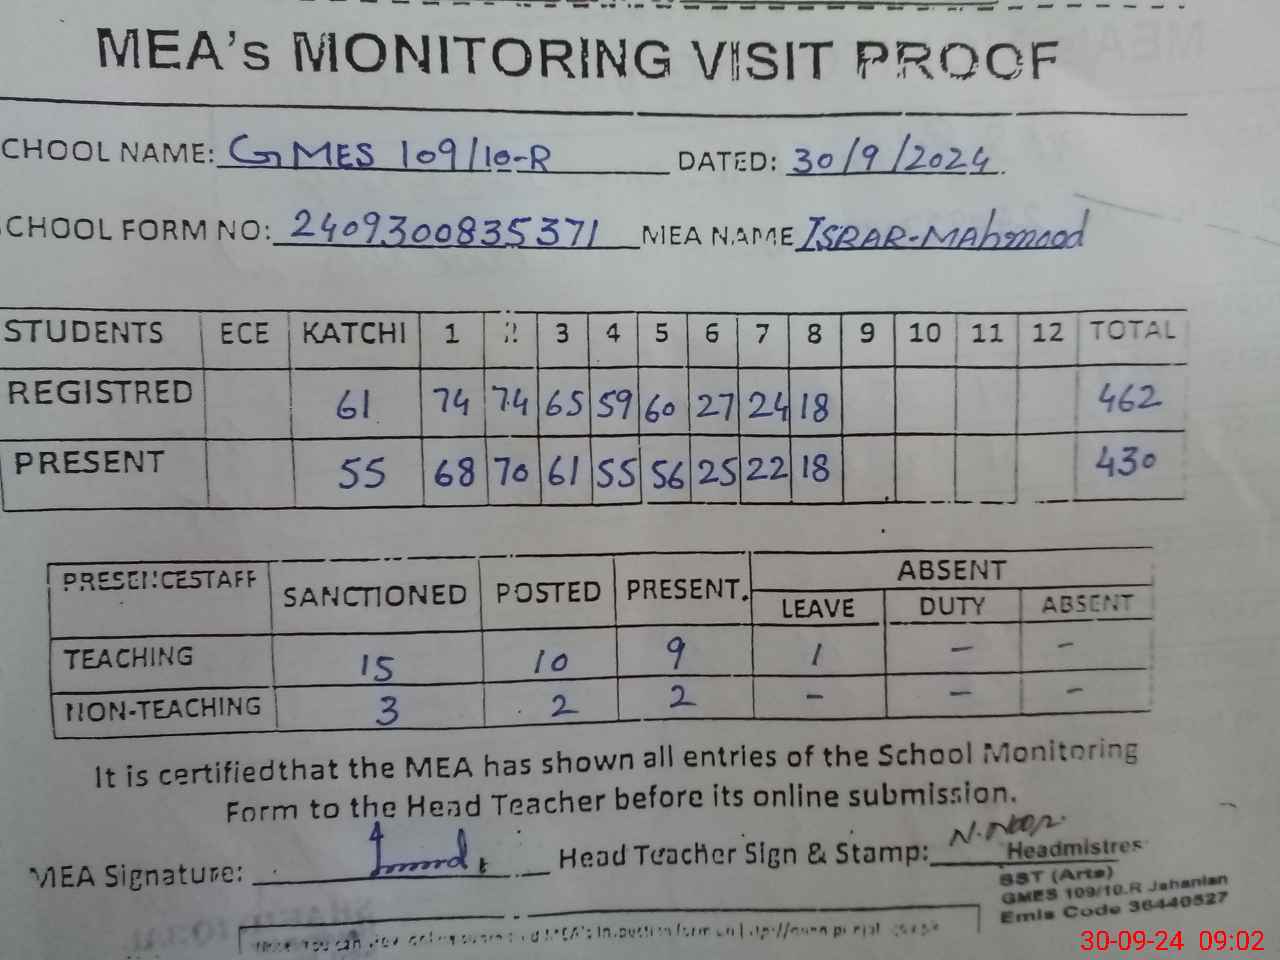 MEA's MONITORING VISIT PROOF
CHOOL NAME: GMES 109/10-R DATED: 30/9/2024.
CHOOL FORM NO: 2409300835371 MEA NAME ISRAR-MAhmood
STUDENTS ECE KATCHI 1 2 3 4 5 6 7 8 9 10 11 12 TOTAL
REGISTRED 61 74 74 65 59 60 27 24 18 462
PRESENT 55 68 70 61 55 56 25 22 18 430
PRESENCESTAFF SANCTIONED POSTED PRESENT. ABSENT
LEAVE DUTY ABSENT
TEACHING 15 10 9 1 - -
NON-TEACHING 3 2 2 - - -
It is certifiedthat the MEA has shown all entries of the School Monitoring
Form to the Head Teacher before its online submission.
MEA Signature: Head Teacher Sign & Stamp:
Headmistres
SST (Arts)
GMES 109/10.R Jahanian
Emis Code 36440527
you can view
30-09-24 09:02